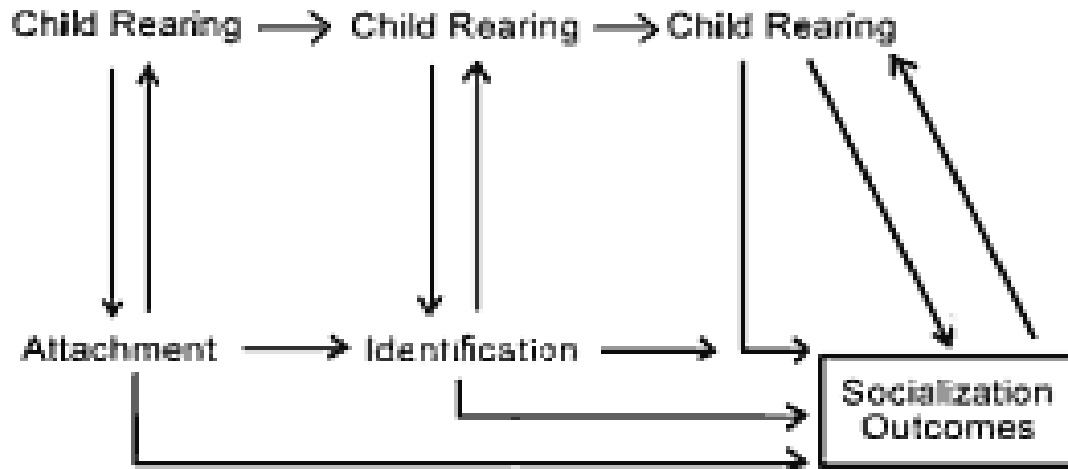 Child Rearing Child Rearing Child Rearing
Attachment Identification
Socialization
Outcomes